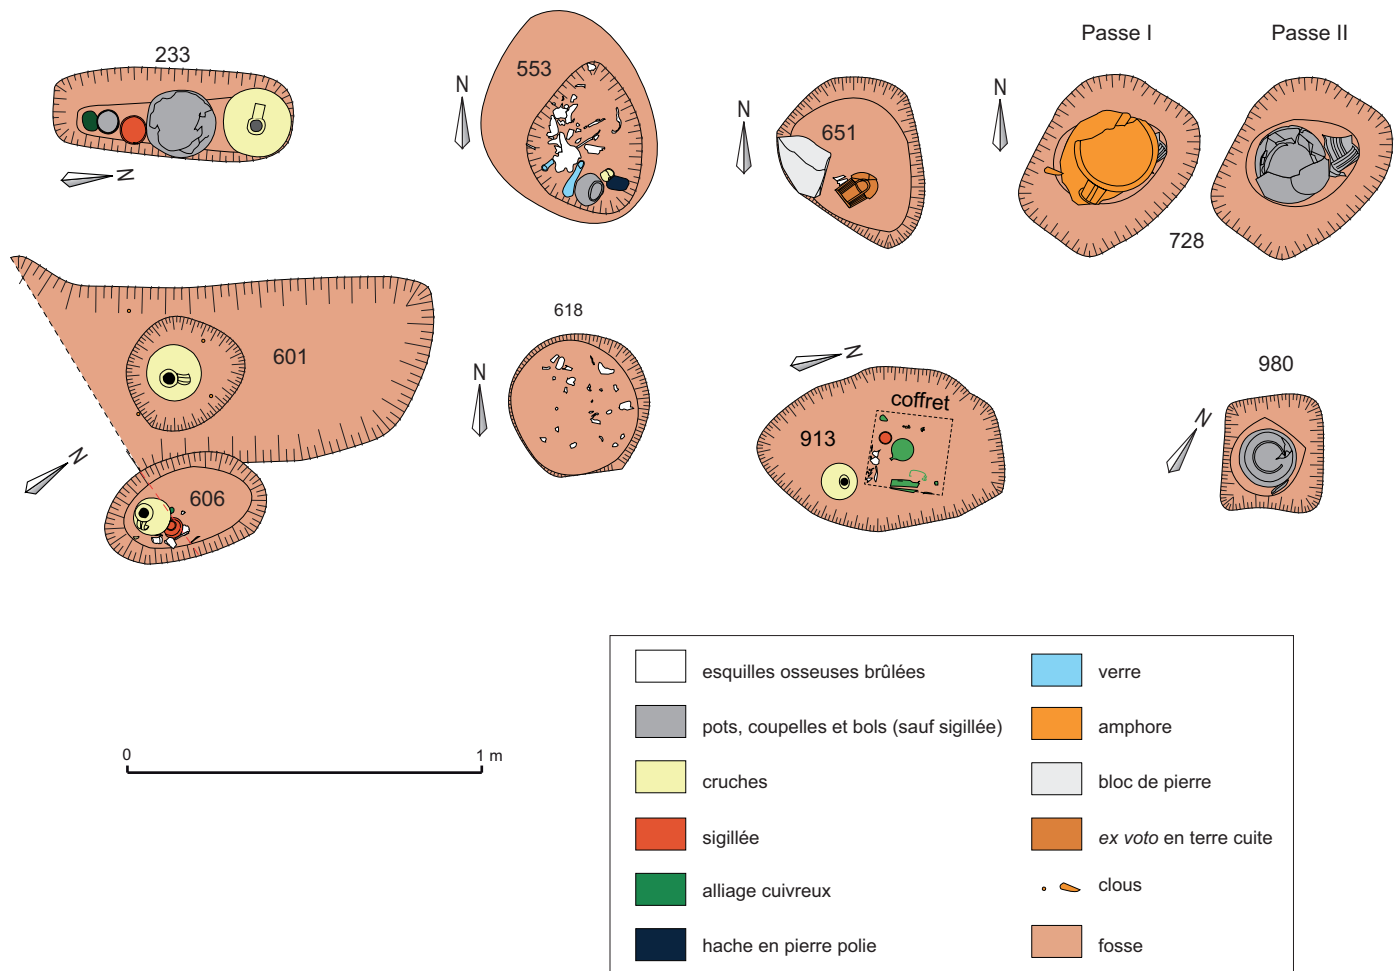 Passe I
Passe II
233
553
N
N
651
N
N
728
N
601
618
N
N
606
N
coffret
913
980
N
0
1 m
esquilles osseuses brûlées
pots, coupelles et bols (sauf sigillée)
cruches
sigillée
alliage cuivreux
hache en pierre polie
verre
amphore
bloc de pierre
ex voto en terre cuite
clous
fosse